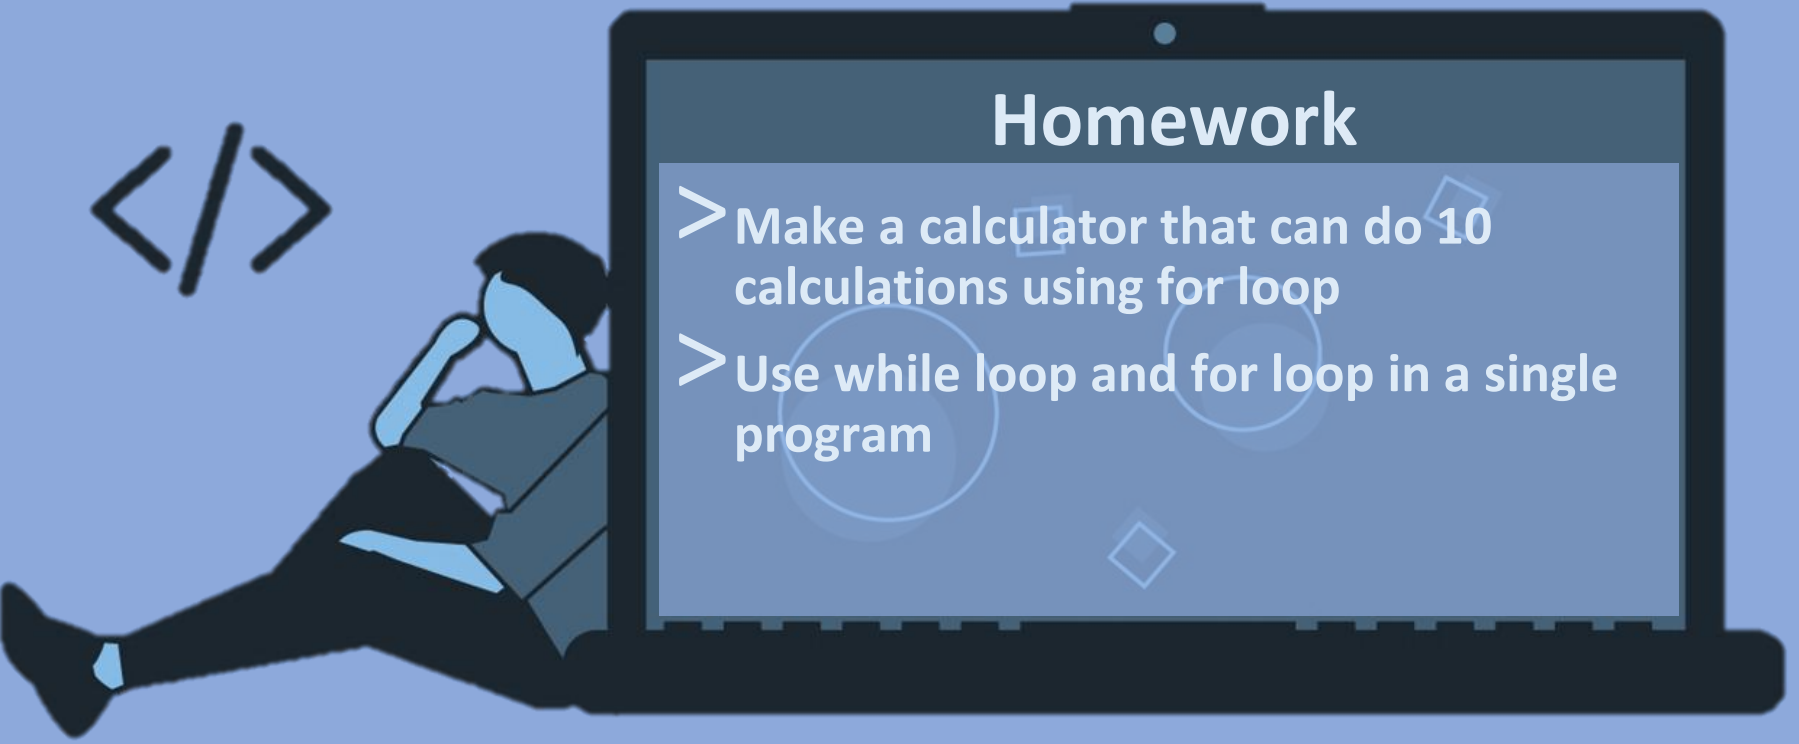 Homework
> Make a calculator that can do 10
calculations using for loop
> Use while loop and for loop in a single
program